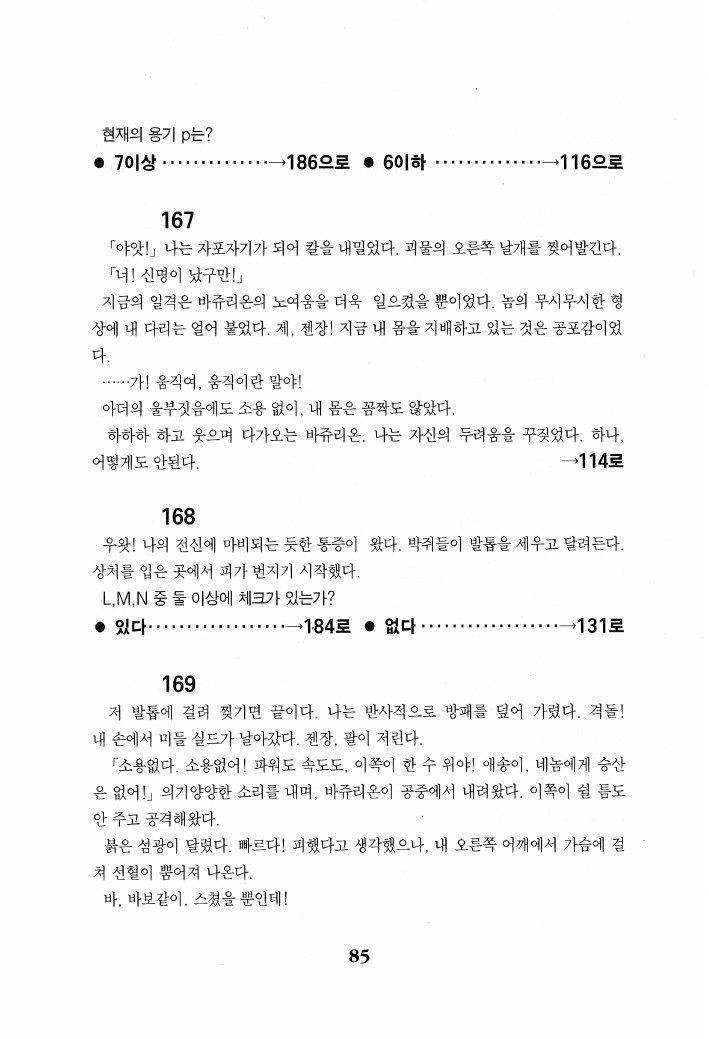 현재의 용기 p는?
● 7이상 ··············→186으로 ● 6이하 ··············→116으로
167
「야앗!」 나는 자포자기가 되어 칼을 내밀었다. 괴물의 오른쪽 날개를 찢어발긴다.
「너! 신명이 났구만!」
지금의 일격은 바쥬리온의 노여움을 더욱 일으켰을 뿐이었다. 놈의 무시무시한 형
상에 내 다리는 얼어 붙었다. 제, 젠장! 지금 내 몸을 지배하고 있는 것은 공포감이었
다.
……가! 움직여, 움직이란 말야!
아더의 울부짓음에도 소용 없이, 내 몸은 꼼짝도 않았다.
하하하 하고 웃으며 다가오는 바쥬리온. 나는 자신의 두려움을 꾸짖었다. 하나,
어떻게도 안된다. →114로
168
우왓! 나의 전신에 마비되는 듯한 통증이 왔다. 박쥐들이 발톱을 세우고 달려든다.
상처를 입은 곳에서 피가 번지기 시작했다.
L,M,N 중 둘 이상에 체크가 있는가?
● 있다··················→184로 ● 없다··················→131로
169
저 발톱에 걸려 찢기면 끝이다. 나는 반사적으로 방패를 덮어 가렸다. 격돌!
내 손에서 미들 실드가 날아갔다. 젠장, 팔이 저린다.
「소용없다. 소용없어! 파워도 속도도, 이쪽이 한 수 위야! 애송이, 네놈에게 승산
은 없어!」 의기양양한 소리를 내며, 바쥬리온이 공중에서 내려왔다. 이쪽이 쉴 틈도
안 주고 공격해왔다.
붉은 섬광이 달렸다. 빠르다! 피했다고 생각했으나, 내 오른쪽 어깨에서 가슴에 걸
쳐 선혈이 뿜어져 나온다.
바, 바보같이. 스쳤을 뿐인데!
85